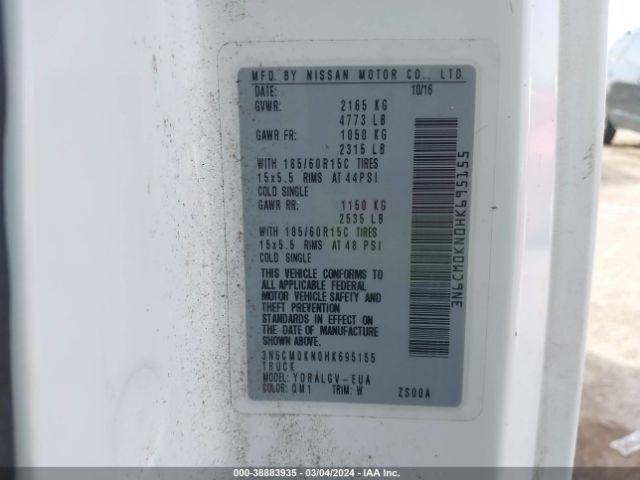 MFD. BY NISSAN MOTOR CO., LTD.
DATE: 10/16
GVWR: 2165 KG
4773 LB
GAWR FR: 1050 KG
2315 LB
WITH 185/60R15C TIRES
15x5.5 RIMS AT 44PSI
COLD SINGLE
GAWR RR: 1150 KG
2535 LB
WITH 185/60R15C TIRES
15x5.5 RIMS AT 48 PSI
COLD SINGLE
THIS VEHICLE CONFORMS TO
ALL APPLICABLE FEDERAL
MOTOR VEHICLE SAFETY AND
AND THEFT PREVENTION
STANDARDS IN EFFECT ON
THE DATE OF MANUFACTURE
SHOWN ABOVE.
3N6CM0KN0HK695155
TRUCK
MODEL: YDRALGV-EUA
COLOR: QM1 TRIM: W ZS00A
3N6CM0KN0HK695155
000-38883935 - 03/04/2024 - IAA Inc.